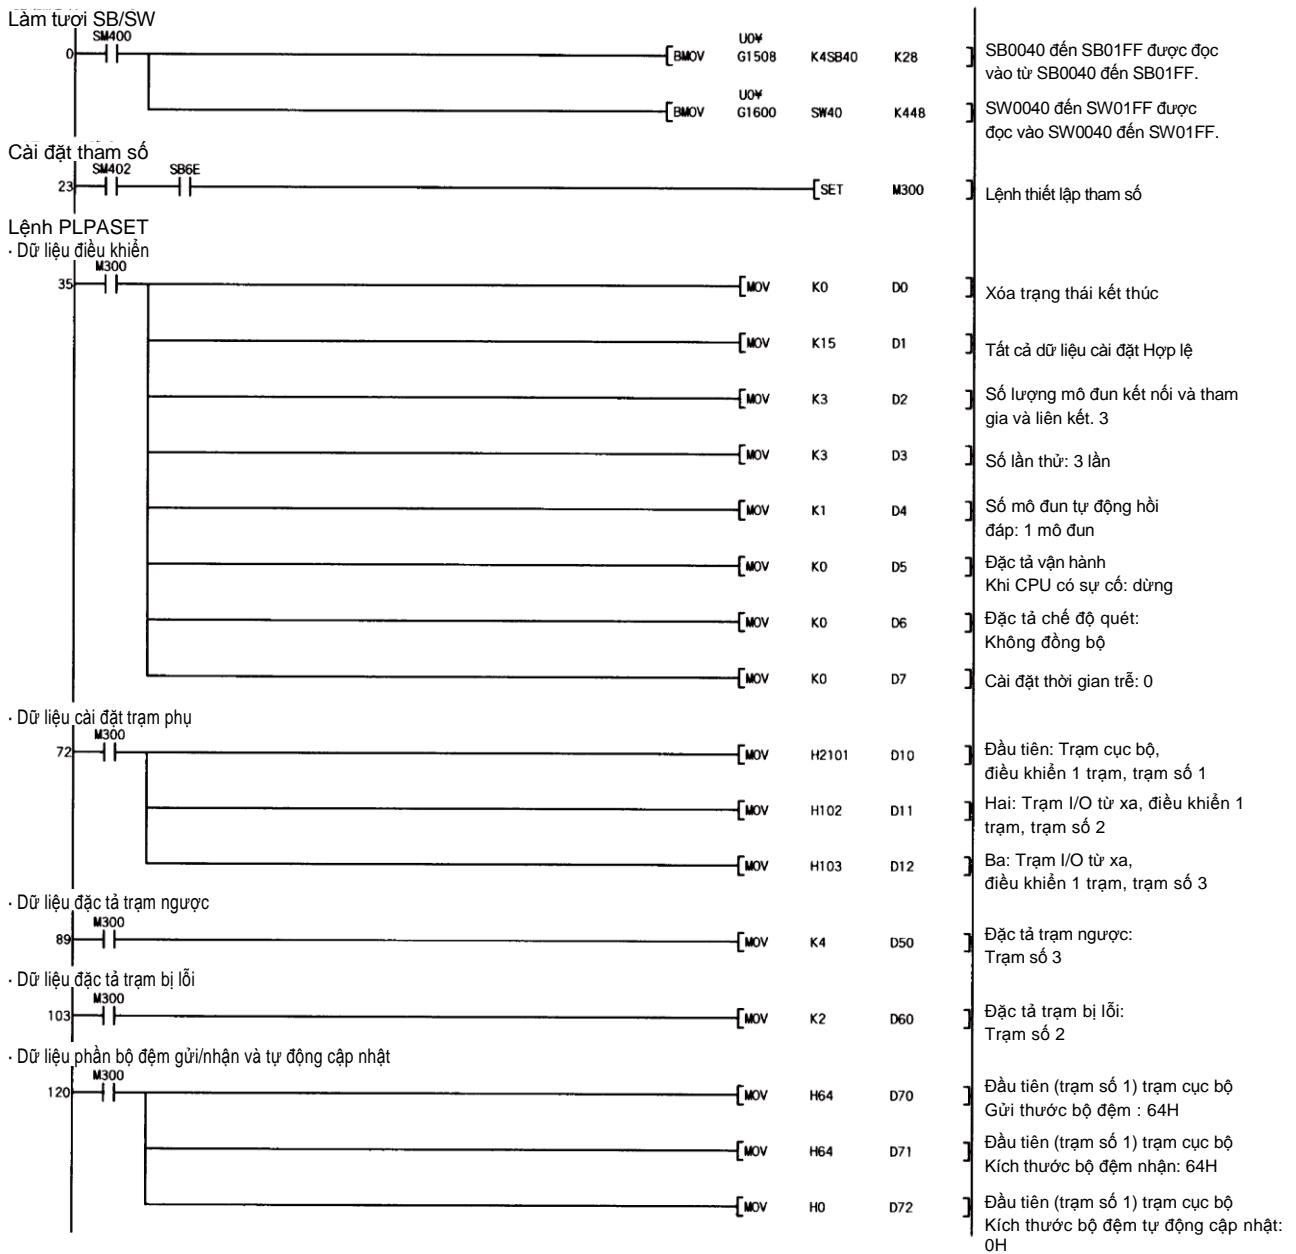 Làm tươi SB/SW
SM400
U0¥
0 BMOV G1508 K4SB40 K28 SB0040 đến SB01FF được đọc
vào từ SB0040 đến SB01FF.
U0¥
BMOV G1600 SW40 K448 SW0040 đến SW01FF được
đọc vào SW0040 đến SW01FF.
Cài đặt tham số
SM402 SB6E
23 SET M300 Lệnh thiết lập tham số
Lệnh PLPASET
· Dữ liệu điều khiển
M300
35 MOV K0 D0 Xóa trạng thái kết thúc
MOV K15 D1 Tất cả dữ liệu cài đặt Hợp lệ
MOV K3 D2 Số lượng mô đun kết nối và tham
gia và liên kết. 3
MOV K3 D3 Số lần thử: 3 lần
MOV K1 D4 Số mô đun tự động hồi
đáp: 1 mô đun
MOV K0 D5 Đặc tả vận hành
Khi CPU có sự cố: dừng
MOV K0 D6 Đặc tả chế độ quét:
Không đồng bộ
MOV K0 D7 Cài đặt thời gian trễ: 0
· Dữ liệu cài đặt trạm phụ
M300
72 MOV H2101 D10 Đầu tiên: Trạm cục bộ,
điều khiển 1 trạm, trạm số 1
MOV H102 D11 Hai: Trạm I/O từ xa, điều khiển 1
trạm, trạm số 2
MOV H103 D12 Ba: Trạm I/O từ xa,
điều khiển 1 trạm, trạm số 3
· Dữ liệu đặc tả trạm ngược
M300
89 MOV K4 D50 Đặc tả trạm ngược:
Trạm số 3
· Dữ liệu đặc tả trạm bị lỗi
M300
103 MOV K2 D60 Đặc tả trạm bị lỗi:
Trạm số 2
· Dữ liệu phần bộ đệm gửi/nhận và tự động cập nhật
M300
120 MOV H64 D70 Đầu tiên (trạm số 1) trạm cục bộ
Gửi thước bộ đệm : 64H
MOV H64 D71 Đầu tiên (trạm số 1) trạm cục bộ
Kích thước bộ đệm nhận: 64H
MOV H0 D72 Đầu tiên (trạm số 1) trạm cục bộ
Kích thước bộ đệm tự động cập nhật:
0H